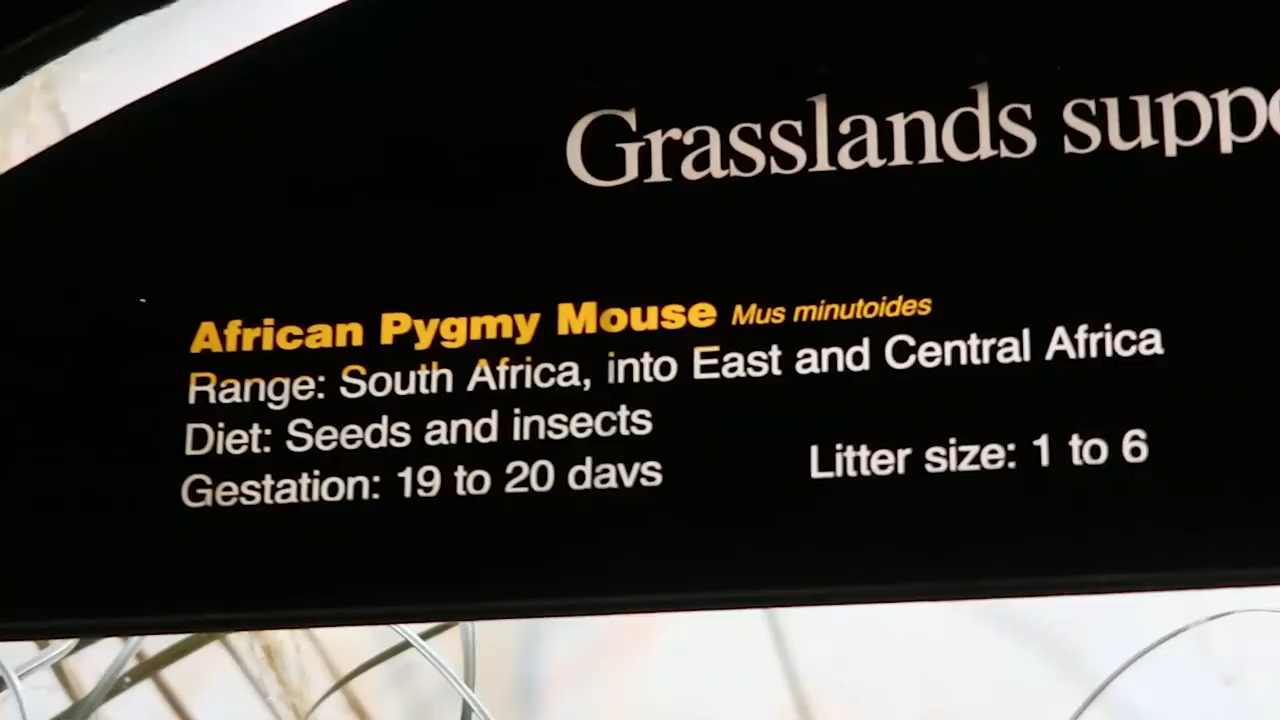 Grasslands suppo
African Pygmy Mouse Mus minutoides
Range: South Africa, into East and Central Africa
Diet: Seeds and insects
Gestation: 19 to 20 days
Litter size: 1 to 6